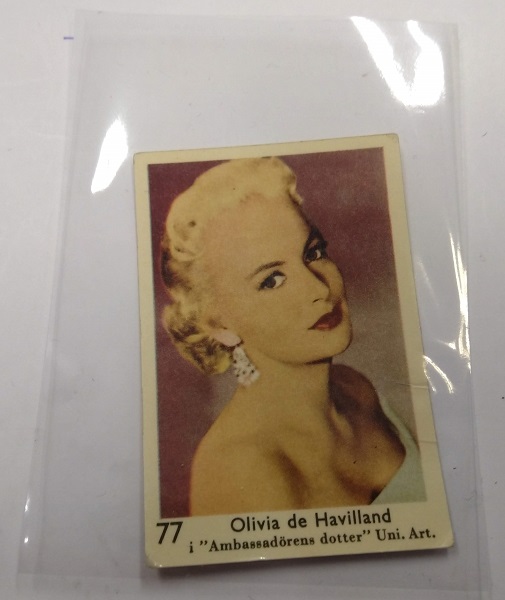 77
Olivia de Havilland
i "Ambassadörens dotter" Uni. Art.